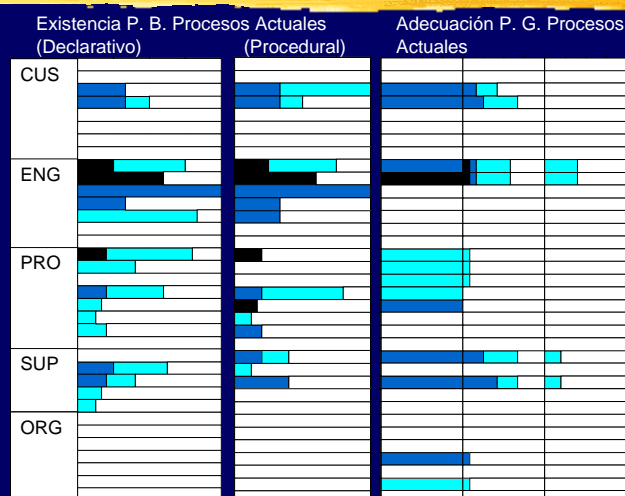 Existencia P. B. Procesos Actuales
(Declarativo) (Procedural)
Adecuación P. G. Procesos
Actuales
CUS
ENG
PRO
SUP
ORG